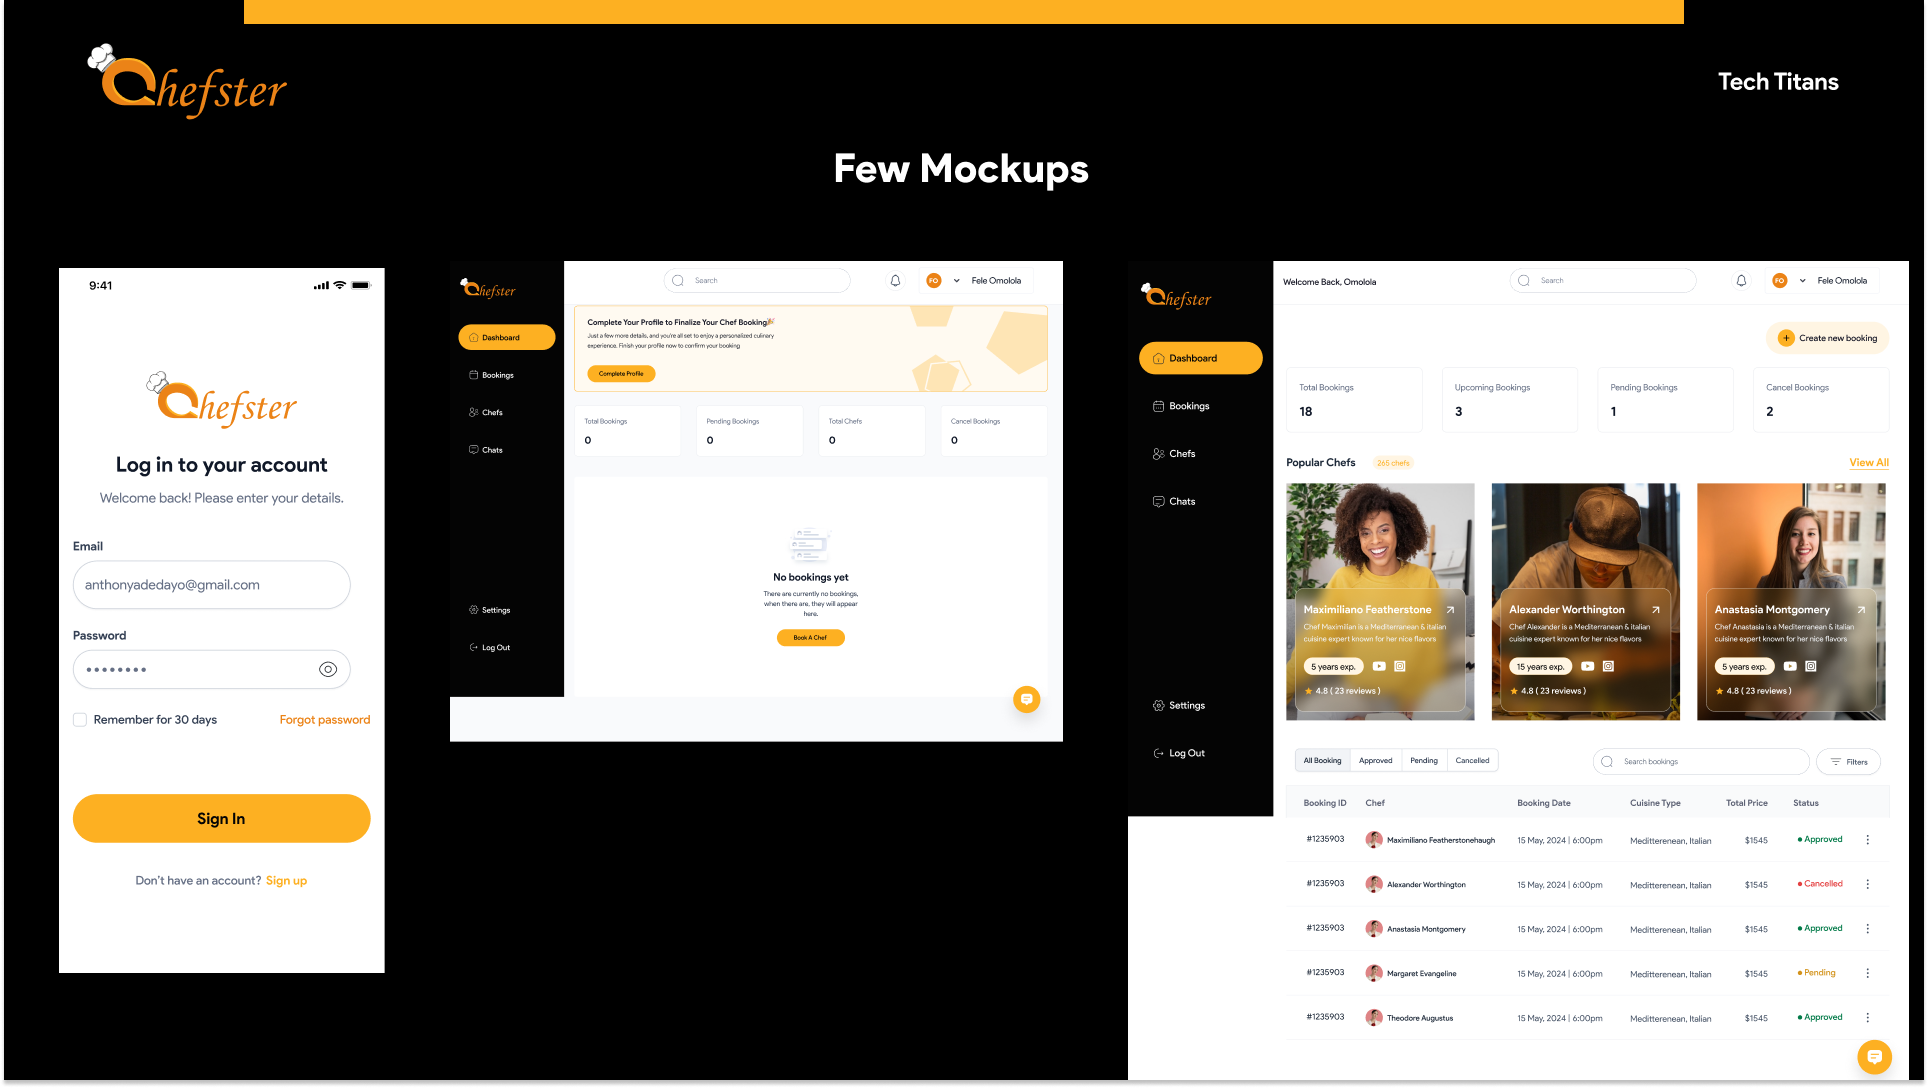 Chefster
Tech Titans
Few Mockups
9:41
Chefster
Log in to your account
Welcome back! Please enter your details.
Email
anthonyadedayo@gmail.com
Password
Remember for 30 days
Forgot password
Sign In
Don't have an account? Sign up
Chefster
Dashboard
Bookings
Chefs
Chats
Settings
Log Out
Search
FO
Fele Omolola
Complete Your Profile to Finalize Your Chef Booking
Just a few more details, and you're all set to enjoy a personalized culinary
experience. Finish your profile now to confirm your booking
Complete Profile
Total Bookings
0
Pending Bookings
0
Total Chefs
0
Cancel Bookings
0
No bookings yet
There are currently no bookings,
when there are, they will appear
here.
Book A Chef
Chefster
Dashboard
Bookings
Chefs
Chats
Settings
Log Out
Welcome Back, Omolola
Search
FO
Fele Omolola
Create new booking
Total Bookings
18
Upcoming Bookings
3
Pending Bookings
1
Cancel Bookings
2
Popular Chefs
265 chefs
View All
Maximiliano Featherstone
Chef Maximilian is a Mediterranean & italian
cuisine expert known for her nice flavors
5 years exp.
4.8 ( 23 reviews )
Alexander Worthington
Chef Alexander is a Mediterranean & italian
cuisine expert known for her nice flavors
15 years exp.
4.8 ( 23 reviews )
Anastasia Montgomery
Chef Anastasia is a Mediterranean & italian
cuisine expert known for her nice flavors
5 years exp.
4.8 ( 23 reviews )
All Booking
Approved
Pending
Cancelled
Search bookings
Filters
Booking ID Chef Booking Date Cuisine Type Total Price Status
#1235903 Maximiliano Featherstonehaugh 15 May, 2024 | 6:00pm Meditterenean, Italian $1545 Approved
#1235903 Alexander Worthington 15 May, 2024 | 6:00pm Meditterenean, Italian $1545 Cancelled
#1235903 Anastasia Montgomery 15 May, 2024 | 6:00pm Meditterenean, Italian $1545 Approved
#1235903 Margaret Evangeline 15 May, 2024 | 6:00pm Meditterenean, Italian $1545 Pending
#1235903 Theodore Augustus 15 May, 2024 | 6:00pm Meditterenean, Italian $1545 Approved